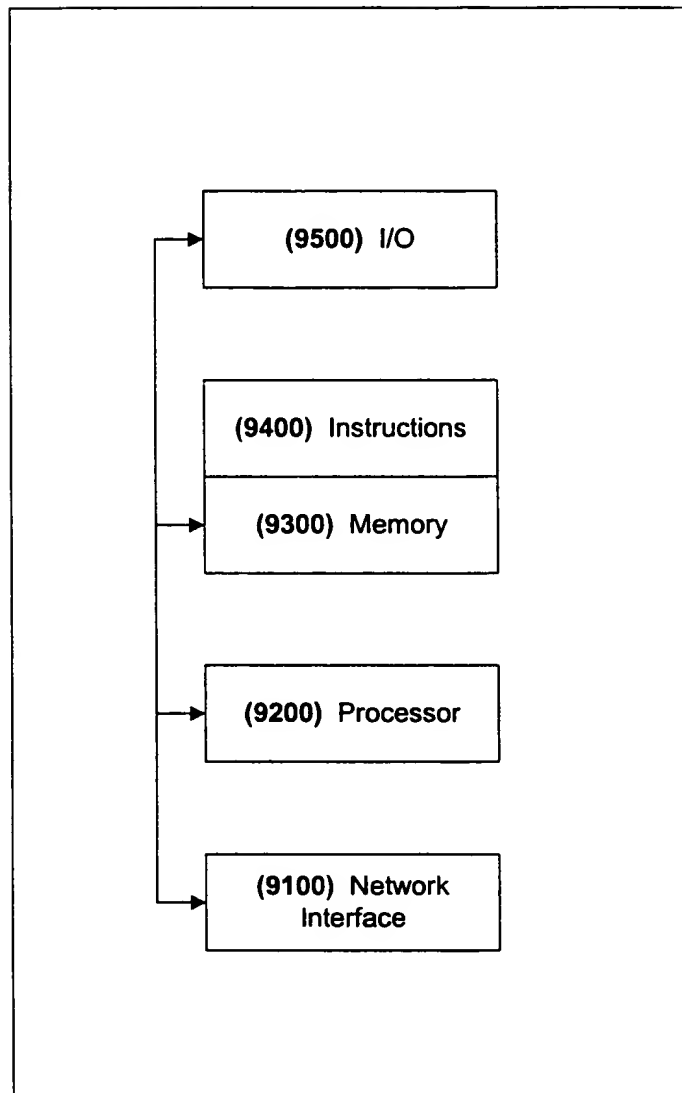 (9500) I/O
(9400) Instructions
(9300) Memory
(9200) Processor
(9100) Network
Interface